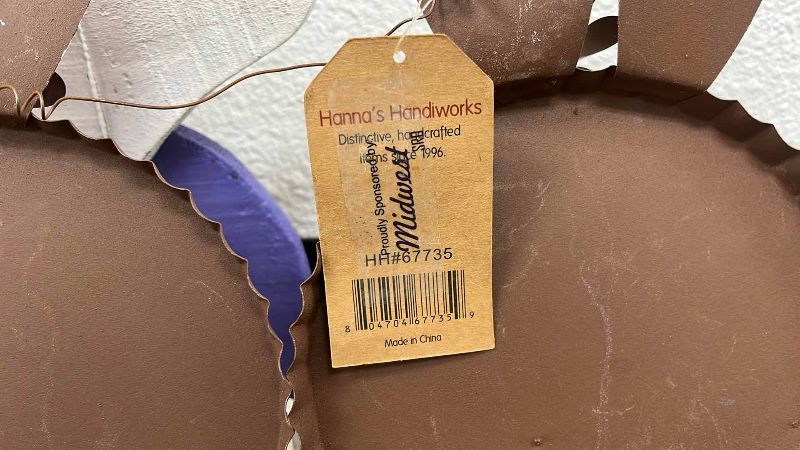 Hanna's Handiworks
Distinctive, handcrafted
items since 1996.
Proudly Sponsored by
Midwest
SRD
HH#67735
8 04704 67735 9
Made in China